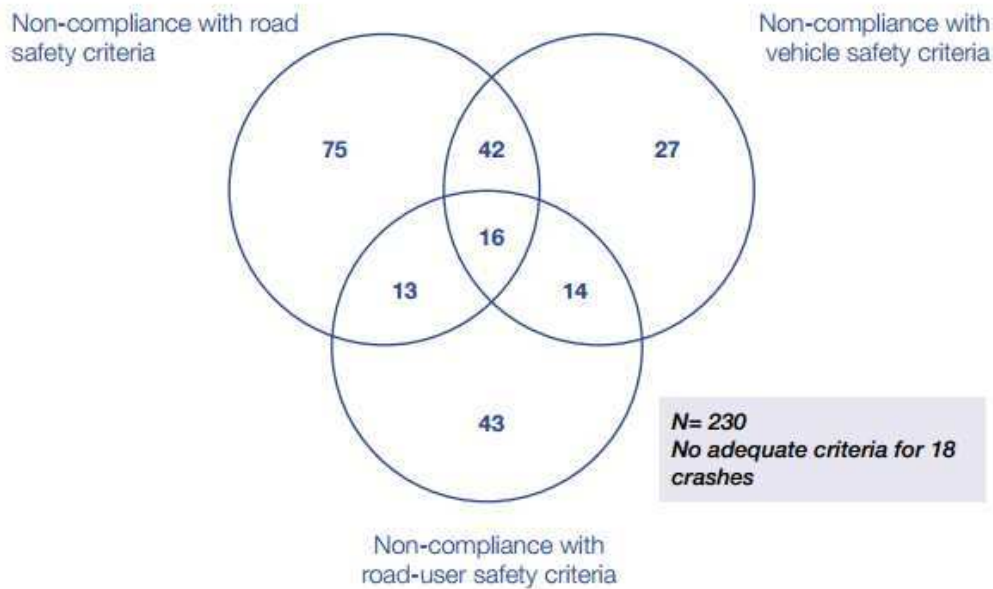 Non-compliance with road
safety criteria
Non-compliance with
vehicle safety criteria
75
42
27
16
13
14
43
N= 230
No adequate criteria for 18
crashes
Non-compliance with
road-user safety criteria